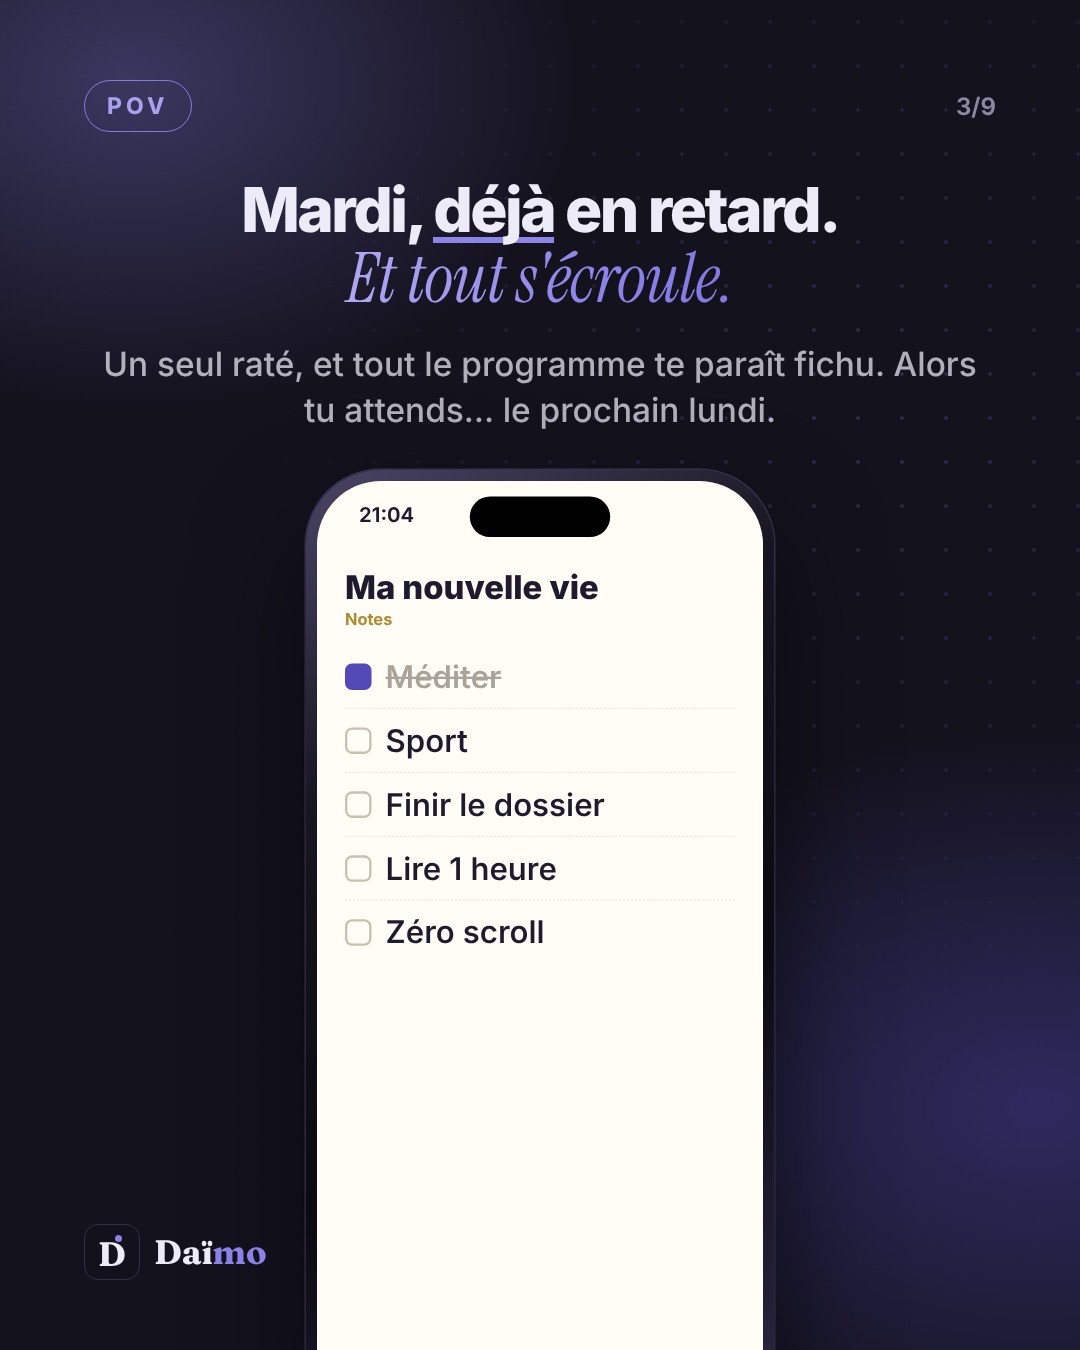 POV
3/9
Mardi, déjà en retard.
Et tout s'écroule.
Un seul raté, et tout le programme te paraît fichu. Alors
tu attends... le prochain lundi.
21:04
Ma nouvelle vie
Notes
Méditer
Sport
Finir le dossier
Lire 1 heure
Zéro scroll
D Daïmo